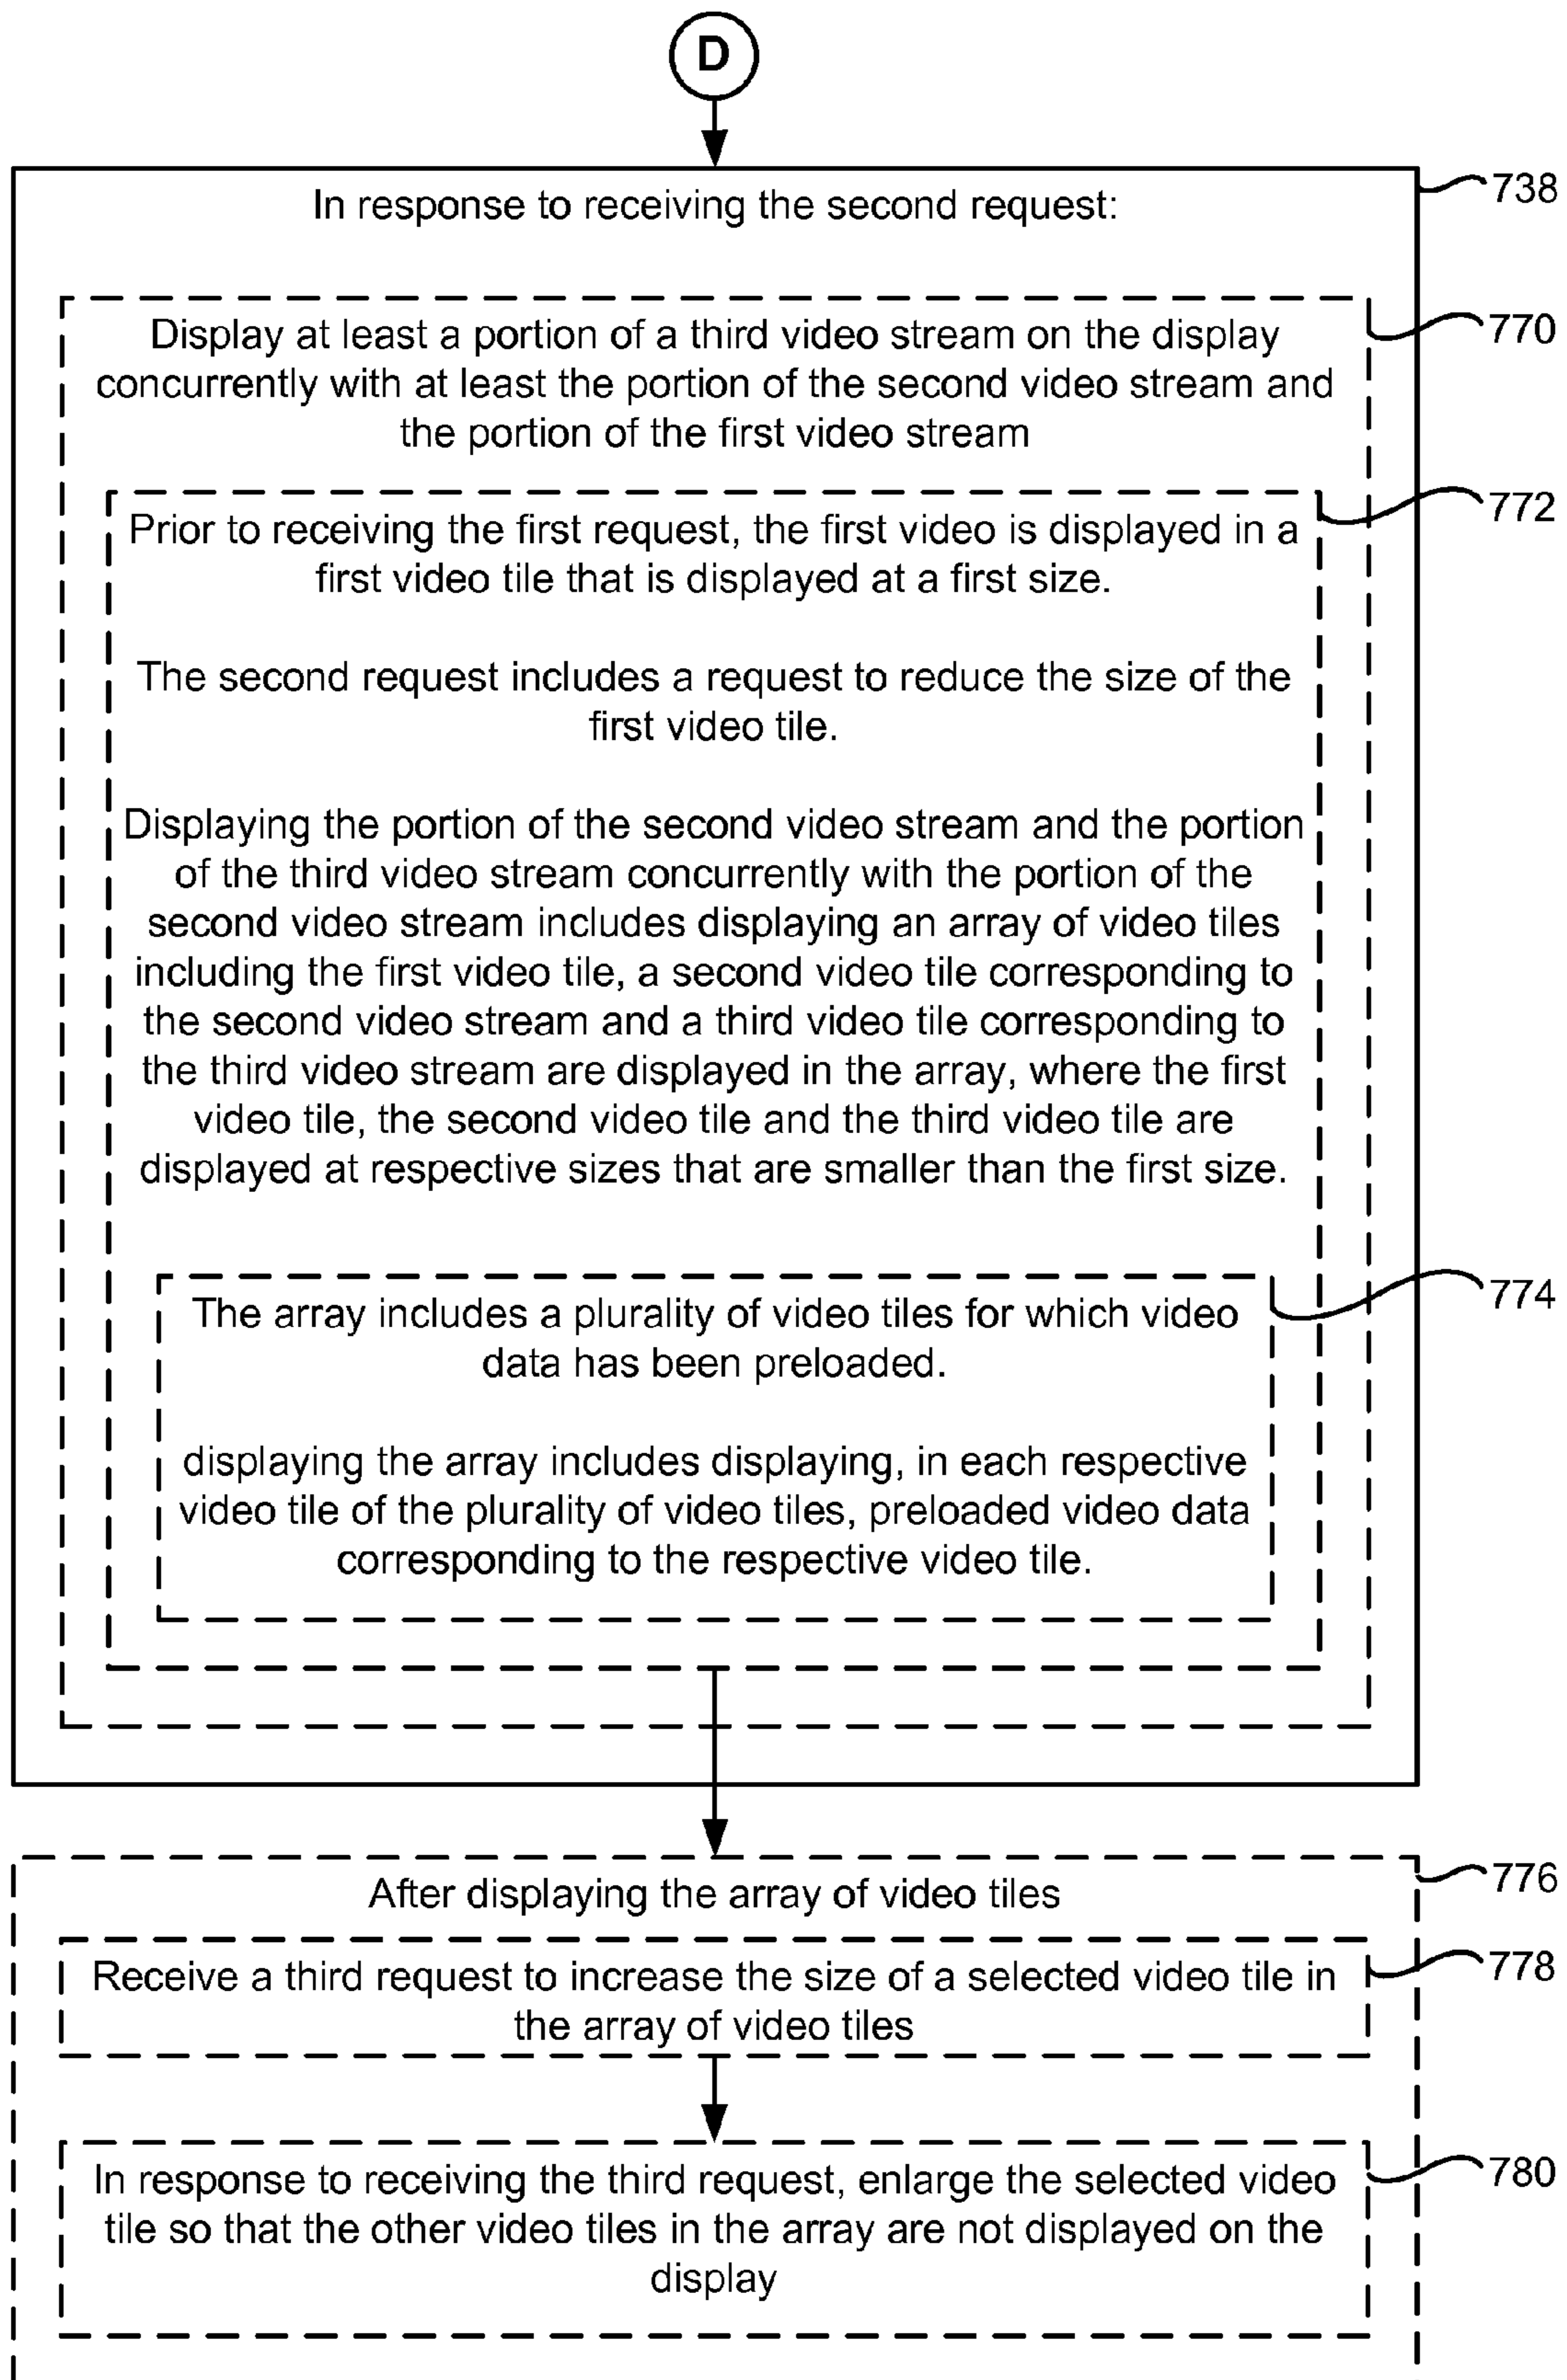 D
738
In response to receiving the second request:
770
Display at least a portion of a third video stream on the display
concurrently with at least the portion of the second video stream and
the portion of the first video stream
772
Prior to receiving the first request, the first video is displayed in a
first video tile that is displayed at a first size.
The second request includes a request to reduce the size of the
first video tile.
Displaying the portion of the second video stream and the portion
of the third video stream concurrently with the portion of the
second video stream includes displaying an array of video tiles
including the first video tile, a second video tile corresponding to
the second video stream and a third video tile corresponding to
the third video stream are displayed in the array, where the first
video tile, the second video tile and the third video tile are
displayed at respective sizes that are smaller than the first size.
774
The array includes a plurality of video tiles for which video
data has been preloaded.
displaying the array includes displaying, in each respective
video tile of the plurality of video tiles, preloaded video data
corresponding to the respective video tile.
776
After displaying the array of video tiles
778
Receive a third request to increase the size of a selected video tile in
the array of video tiles
780
In response to receiving the third request, enlarge the selected video
tile so that the other video tiles in the array are not displayed on the
display